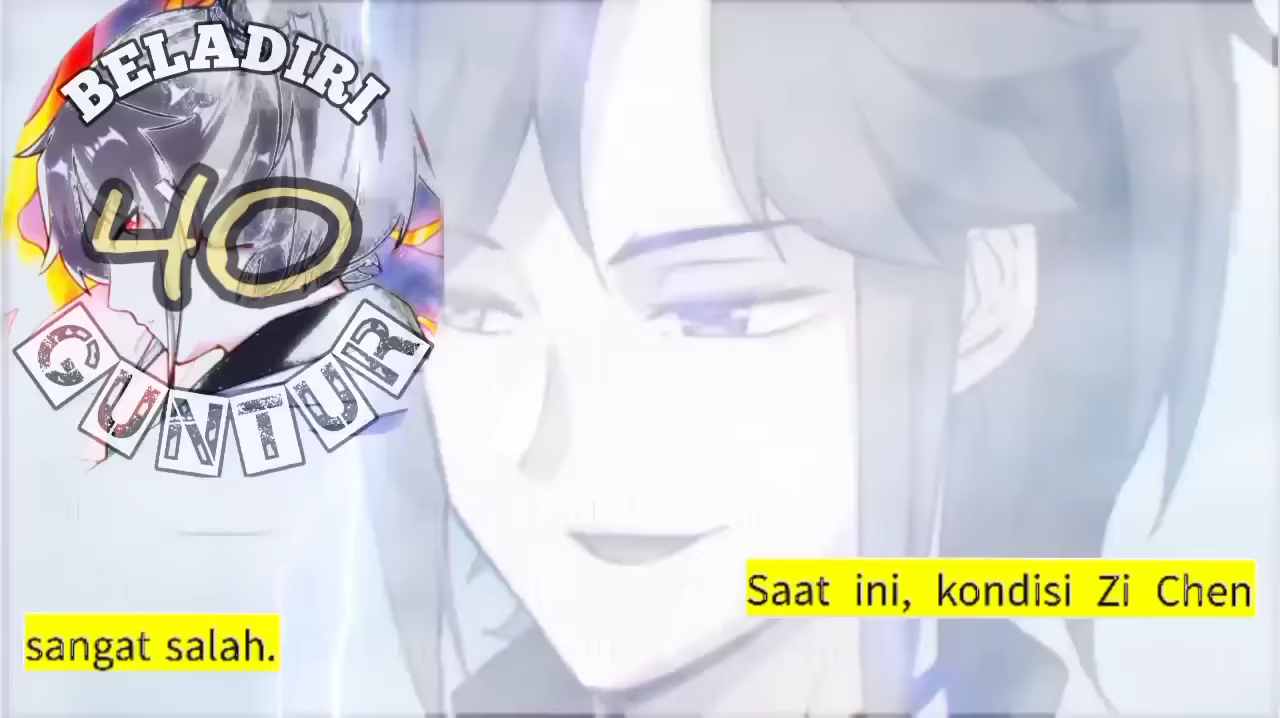 BELADIRI
40
GUNTUR
Saat ini, kondisi Zi Chen
sangat salah.